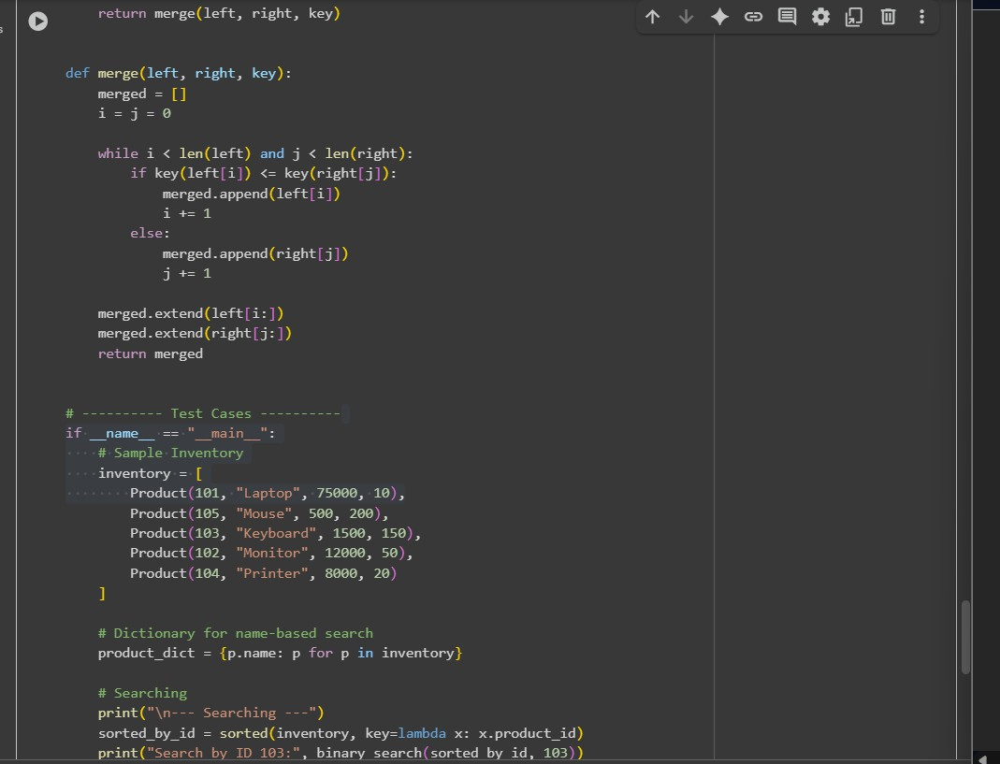 return merge(left, right, key)
def merge(left, right, key):
    merged = []
    i = j = 0
    while i < len(left) and j < len(right):
        if key(left[i]) <= key(right[j]):
            merged.append(left[i])
            i += 1
        else:
            merged.append(right[j])
            j += 1
    merged.extend(left[i:])
    merged.extend(right[j:])
    return merged
# ---------- Test Cases ----------
if __name__ == "__main__":
    # Sample Inventory
    inventory = [
        Product(101, "Laptop", 75000, 10),
        Product(105, "Mouse", 500, 200),
        Product(103, "Keyboard", 1500, 150),
        Product(102, "Monitor", 12000, 50),
        Product(104, "Printer", 8000, 20)
    ]
    # Dictionary for name-based search
    product_dict = {p.name: p for p in inventory}
    # Searching
    print("\n--- Searching ---")
    sorted_by_id = sorted(inventory, key=lambda x: x.product_id)
    print("Search by ID 103:", binary_search(sorted_by_id, 103))